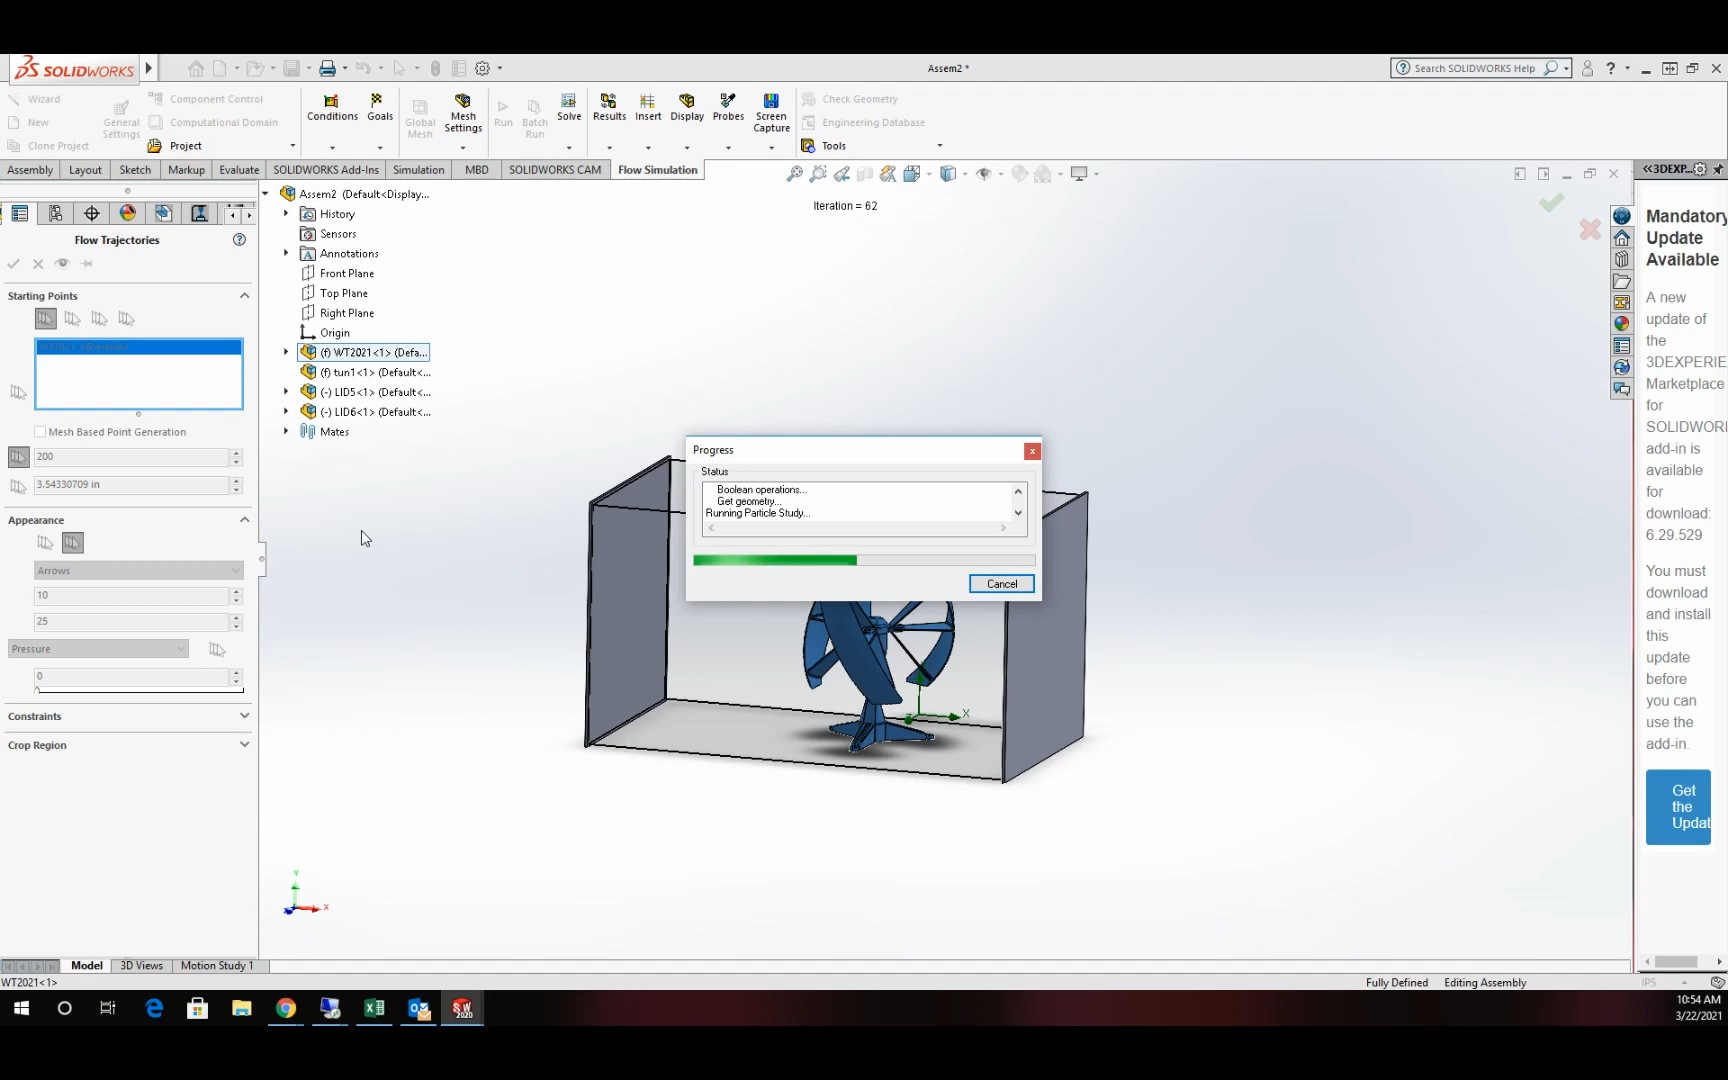 SOLIDWORKS
Assem2 *
Search SOLIDWORKS Help
?
Wizard
New
Clone Project
General Settings
Component Control
Computational Domain
Project
Conditions
Goals
Global Mesh
Mesh Settings
Run
Batch Run
Solve
Results
Insert
Display
Probes
Screen Capture
Check Geometry
Engineering Database
Tools
Assembly
Layout
Sketch
Markup
Evaluate
SOLIDWORKS Add-Ins
Simulation
MBD
SOLIDWORKS CAM
Flow Simulation
«3DEXP...
Flow Trajectories
?
Starting Points
Mesh Based Point Generation
200
3.54330709 in
Appearance
Arrows
10
25
Pressure
0
Constraints
Crop Region
Assem2 (Default<Display...
History
Sensors
Annotations
Front Plane
Top Plane
Right Plane
Origin
(f) WT2021<1> (Defa...
(f) tun1<1> (Default<...
(-) LID5<1> (Default<...
(-) LID6<1> (Default<...
Mates
Iteration = 62
Progress
Status
Boolean operations...
Get geometry...
Running Particle Study...
Cancel
X
Z
Y
X
Z
Mandatory
Update
Available
A new
update of
the
3DEXPERIE
Marketplace
for
SOLIDWORI
add-in is
available
for
download:
6.29.529
You must
download
and install
this
update
before
you can
use the
add-in.
Get
the
Updat
Model
3D Views
Motion Study 1
WT2021<1>
Fully Defined
Editing Assembly
IPS
SW
2020
10:54 AM
3/22/2021